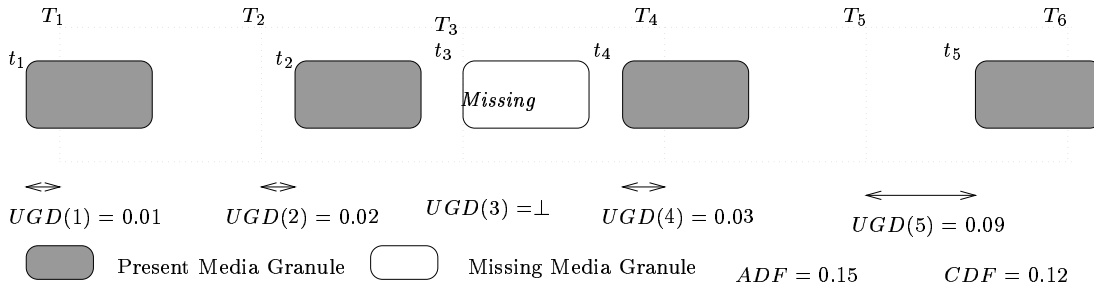 T₁ T₂ T₃ T₄ T₅ T₆
t₁ t₂ t₃ t₄ t₅
Missing
UGD(1) = 0.01 UGD(2) = 0.02 UGD(3) =⊥ UGD(4) = 0.03 UGD(5) = 0.09
Present Media Granule Missing Media Granule ADF = 0.15 CDF = 0.12